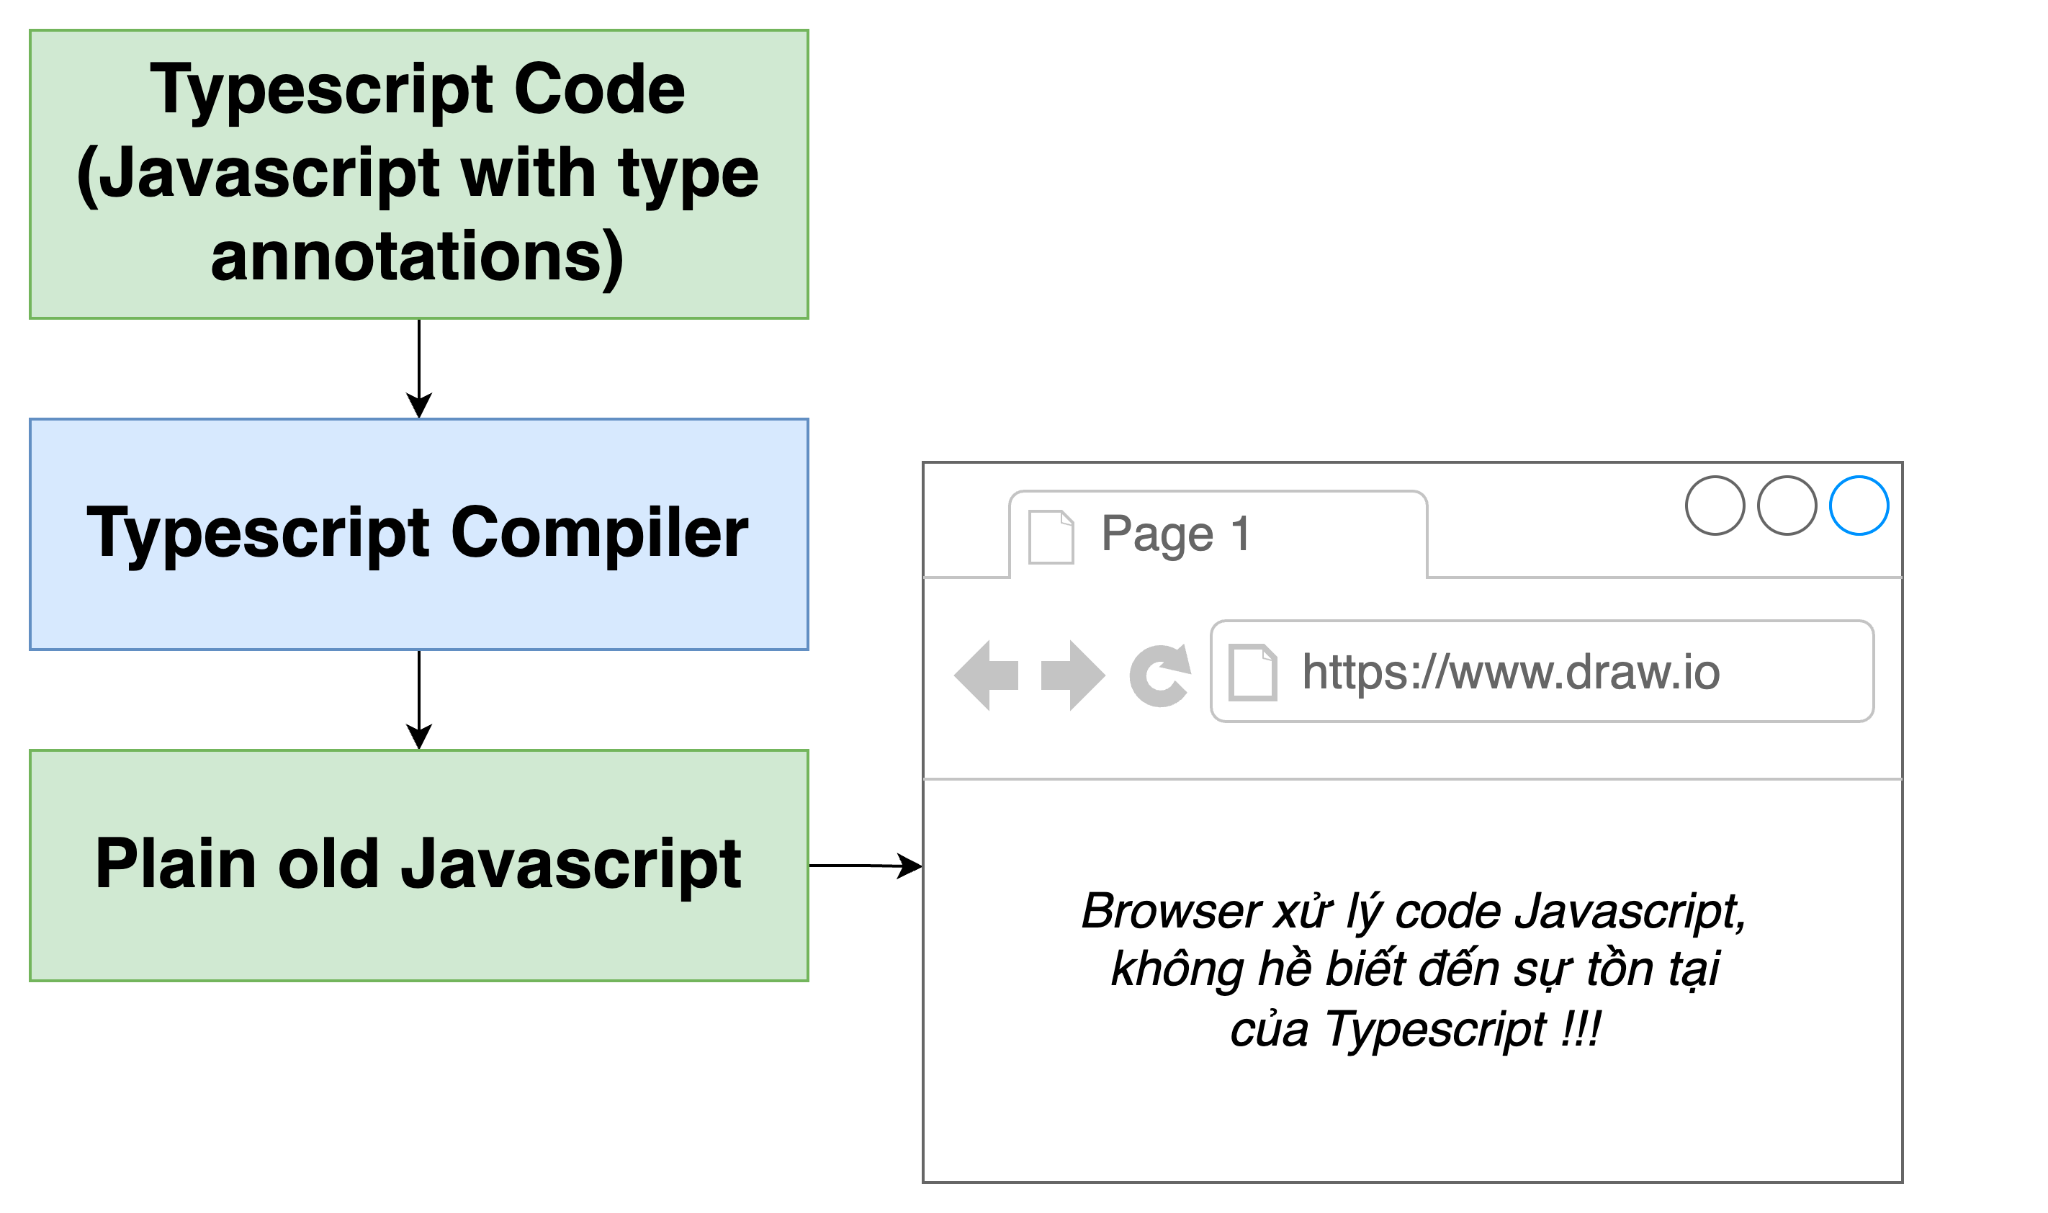 Typescript Code
(Javascript with type
annotations)
Typescript Compiler
Plain old Javascript
Page 1
https://www.draw.io
Browser xử lý code Javascript,
không hề biết đến sự tồn tại
của Typescript !!!